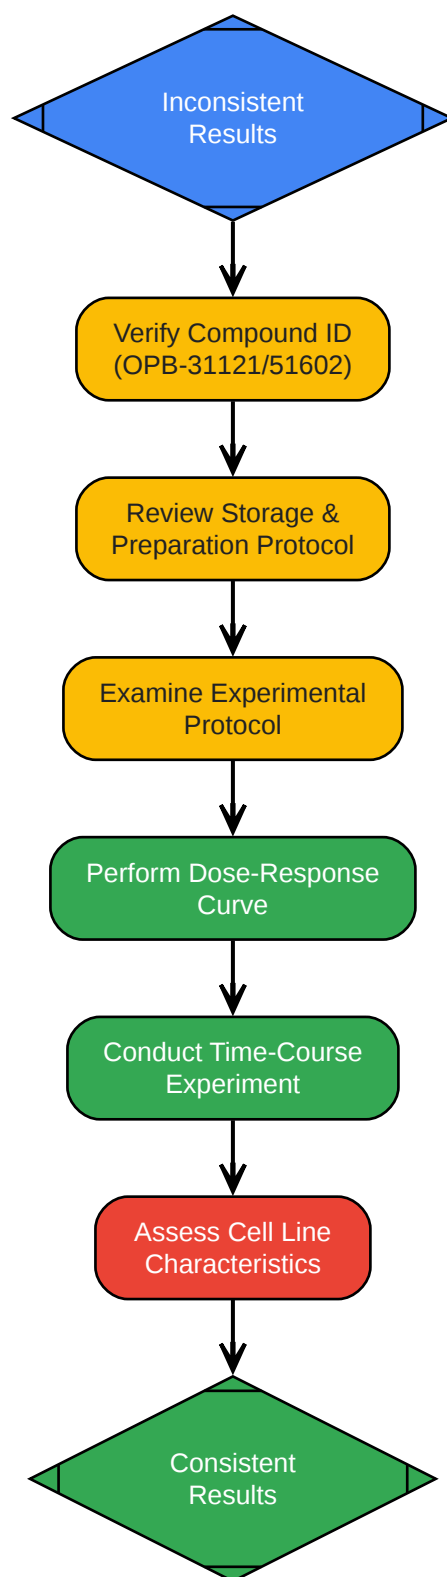 Inconsistent
Results
Verify Compound ID
(OPB-31121/51602)
Review Storage &
Preparation Protocol
Examine Experimental
Protocol
Perform Dose-Response
Curve
Conduct Time-Course
Experiment
Assess Cell Line
Characteristics
Consistent
Results